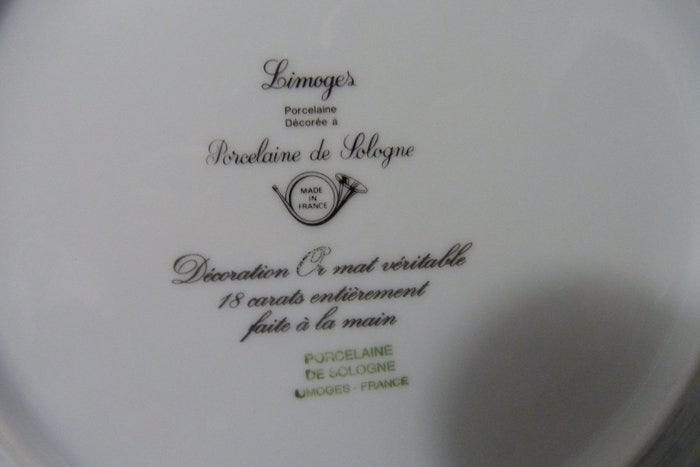 Limoges
Porcelaine
Décorée à
Porcelaine de Sologne
MADE
IN
FRANCE
Décoration Or mat véritable
18 carats entièrement
faite à la main
PORCELAINE
DE SOLOGNE
LIMOGES - FRANCE